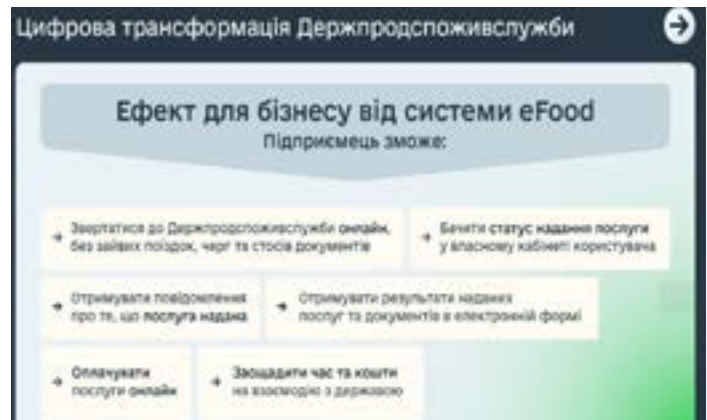 Цифрова трансформація Держпродспоживслужби
Ефект для бізнесу від системи eFood
Підприємець зможе:
Звертатися до Держпродспоживслужби онлайн,
без зайвих поїздок, черг та стосів документів
Бачити статус надання послуги
у власному кабінеті користувача
Отримувати повідомлення
про те, що послуга надана
Отримувати результати наданих
послуг та документів в електронній формі
Оплачувати
послуги онлайн
Заощадити час та кошти
на взаємодію з державою